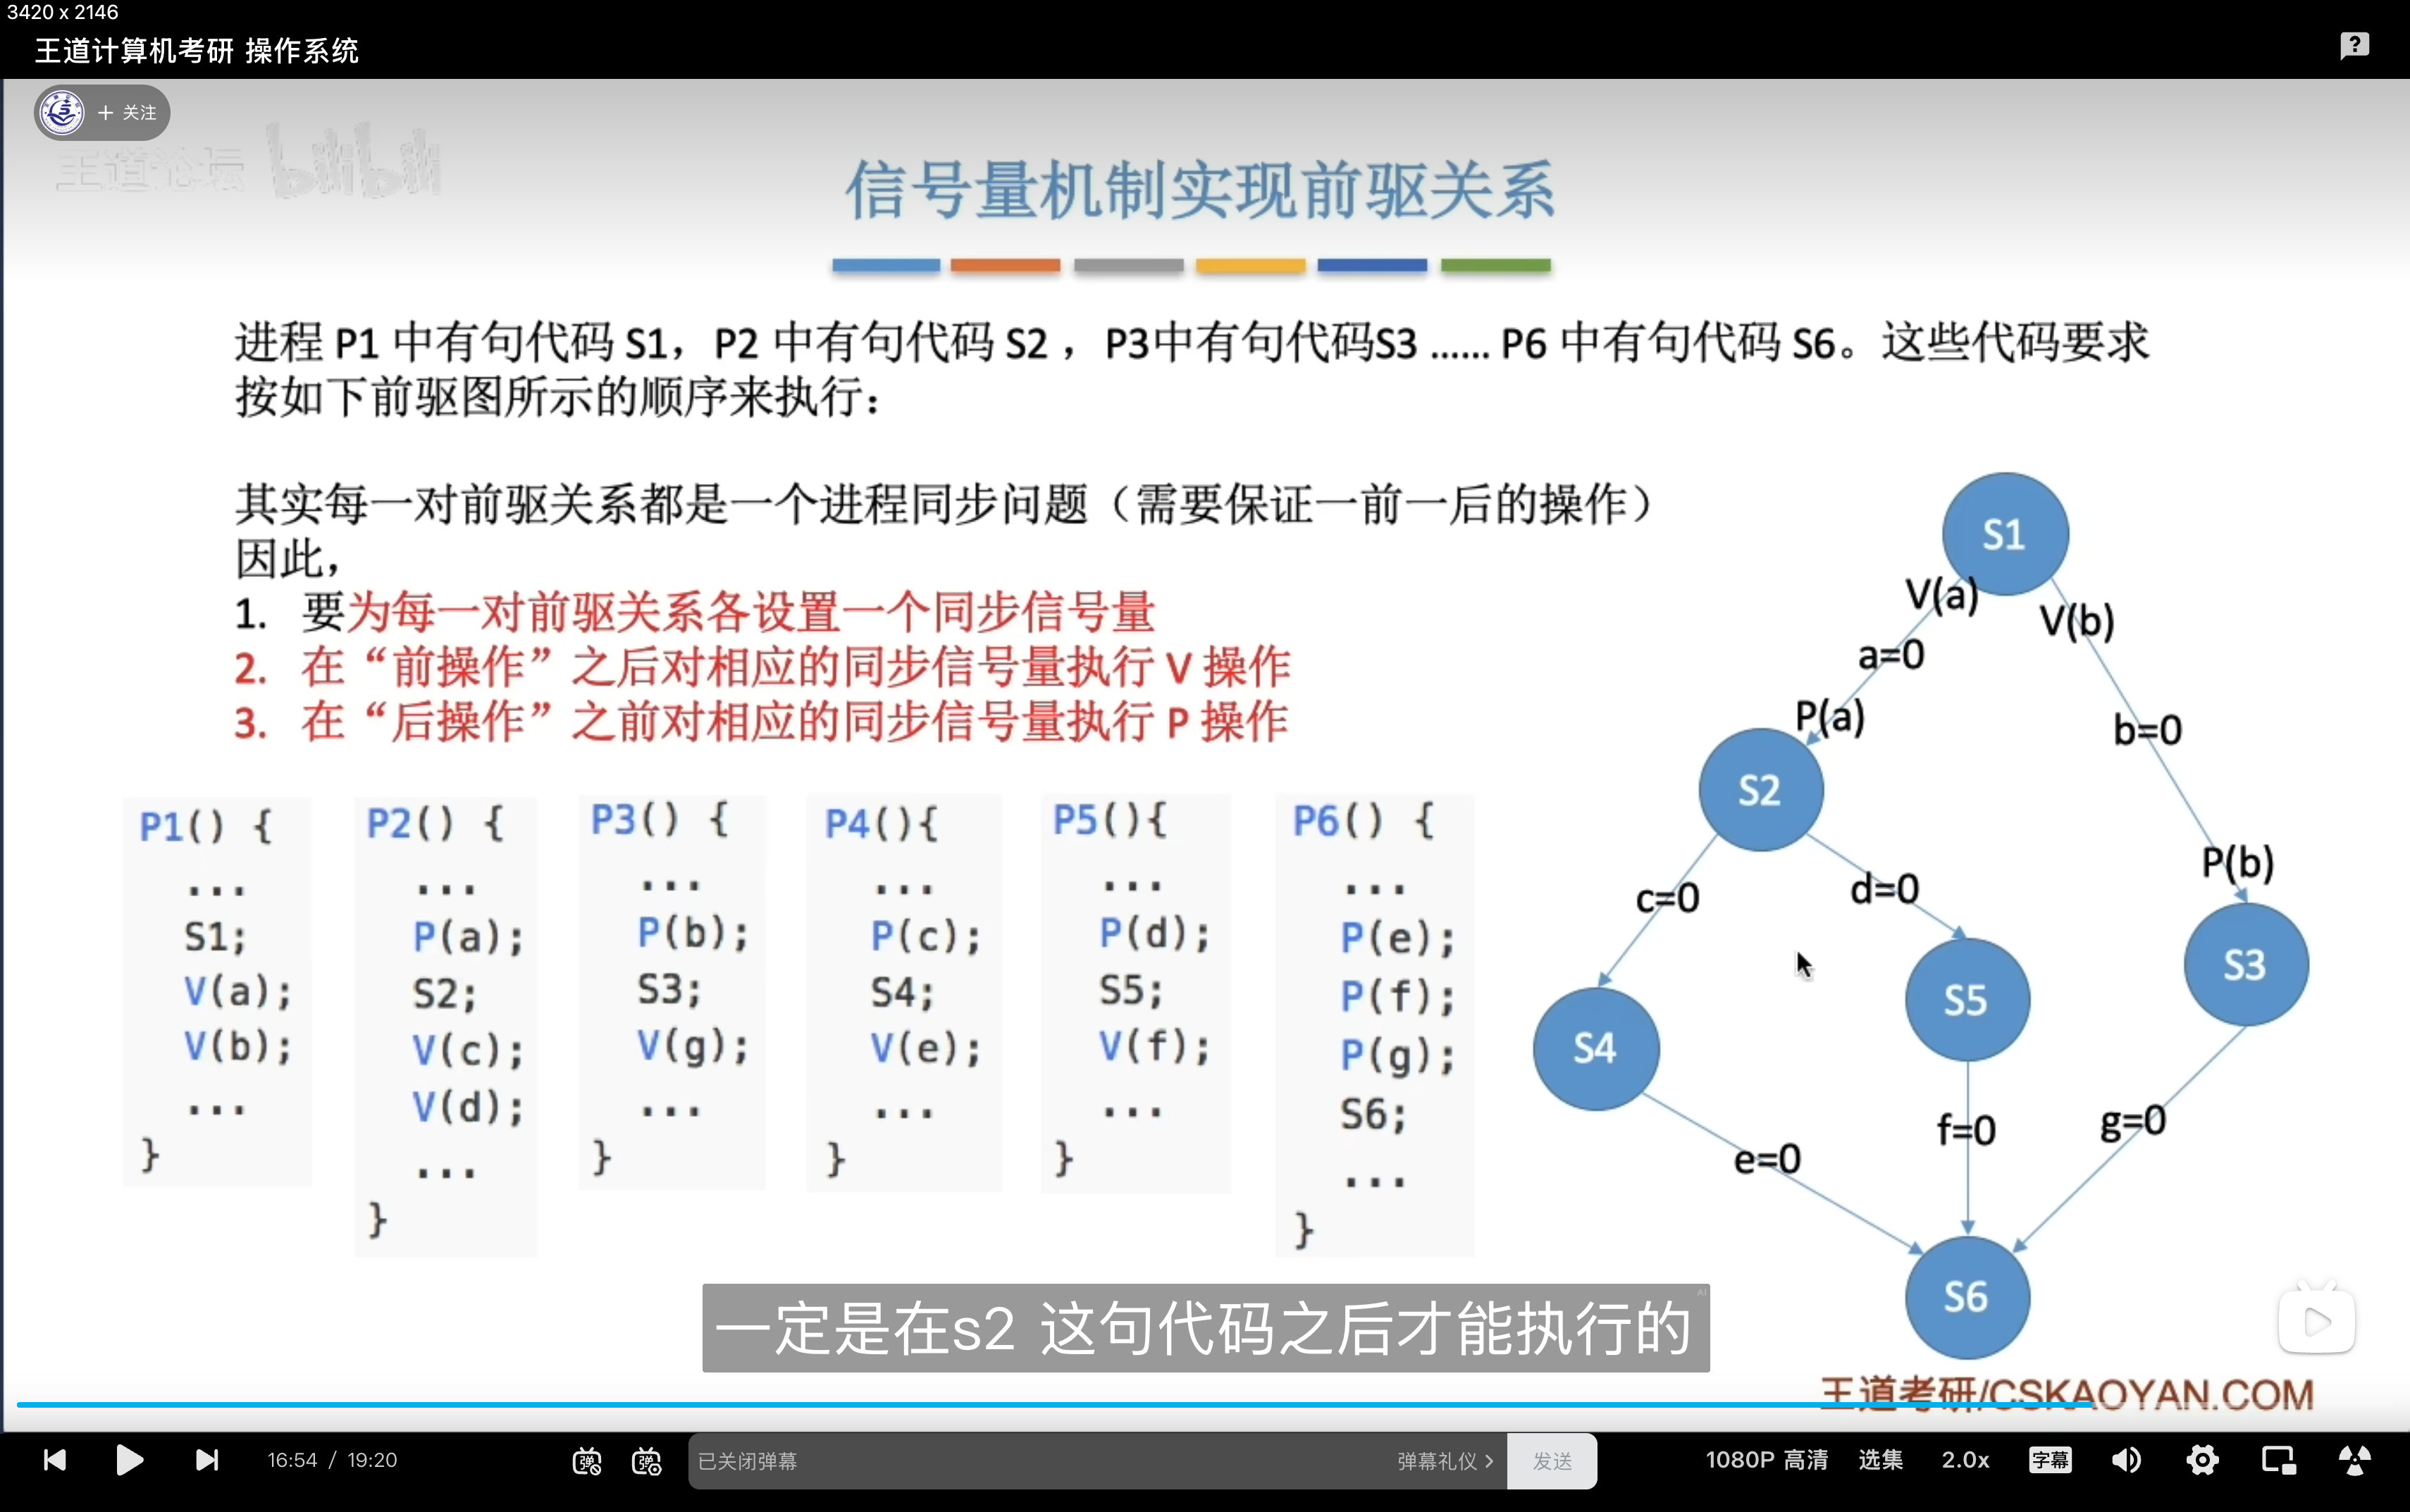 3420 x 2146
王道计算机考研 操作系统
+ 关注
王道论坛 bilibili
信号量机制实现前驱关系
进程 P1 中有句代码 S1，P2 中有句代码 S2 ，P3中有句代码S3 …… P6 中有句代码 S6。这些代码要求
按如下前驱图所示的顺序来执行：
其实每一对前驱关系都是一个进程同步问题（需要保证一前一后的操作）
因此，
1. 要为每一对前驱关系各设置一个同步信号量
2. 在“前操作”之后对相应的同步信号量执行 V 操作
3. 在“后操作”之前对相应的同步信号量执行 P 操作
P1() {
...
S1;
V(a);
V(b);
...
}
P2() {
...
P(a);
S2;
V(c);
V(d);
...
}
P3() {
...
P(b);
S3;
V(g);
...
}
P4(){
...
P(c);
S4;
V(e);
...
}
P5(){
...
P(d);
S5;
V(f);
...
}
P6() {
...
P(e);
P(f);
P(g);
S6;
...
}
S1
V(a)
V(b)
a=0
P(a)
b=0
S2
P(b)
c=0
d=0
S3
S5
S4
f=0
g=0
e=0
S6
AI
一定是在s2 这句代码之后才能执行的
王道考研/CSKAOYAN.COM
16:54 / 19:20
弹
弹
已关闭弹幕
弹幕礼仪
发送
1080P 高清
选集
2.0x
字幕